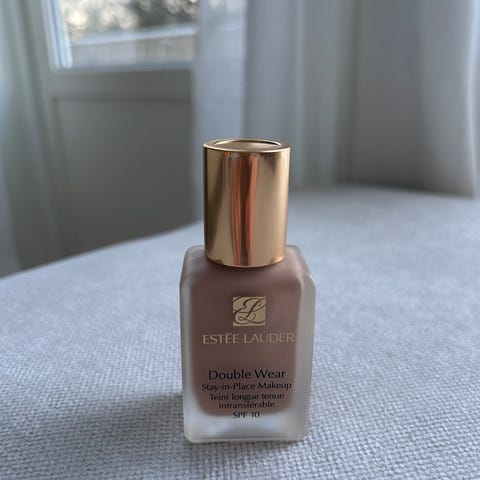 ESTĒE LAUDER
Double Wear
Stay-in-Place Makeup
Teint longue tenue
intransférable
SPF 10